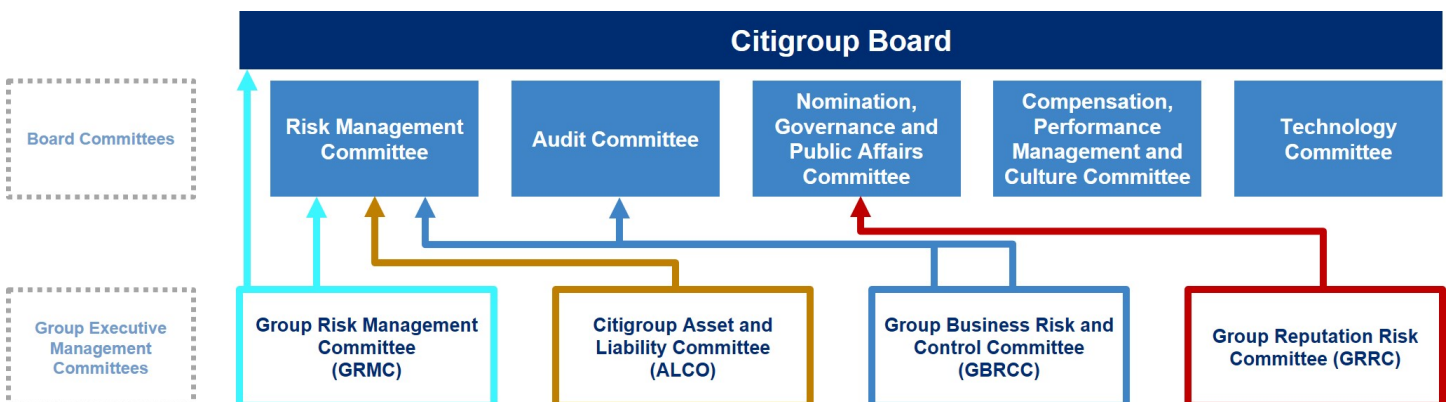 Citigroup Board
Board Committees
Risk Management
Committee
Audit Committee
Nomination,
Governance and
Public Affairs
Committee
Compensation,
Performance
Management and
Culture Committee
Technology
Committee
Group Executive
Management
Committees
Group Risk Management
Committee
(GRMC)
Citigroup Asset and
Liability Committee
(ALCO)
Group Business Risk and
Control Committee
(GBRCC)
Group Reputation Risk
Committee (GRRC)